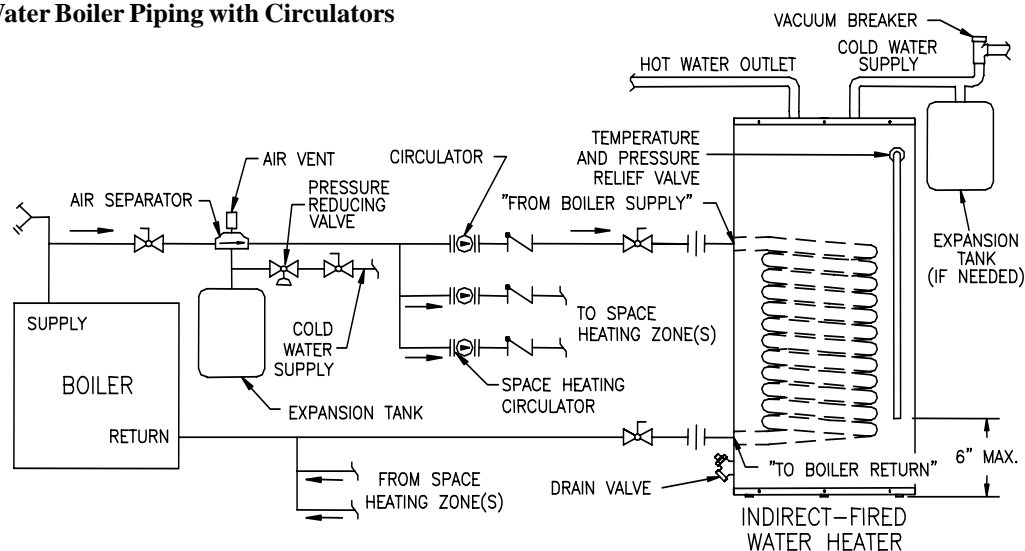 Water Boiler Piping with Circulators
VACUUM BREAKER
COLD WATER
SUPPLY
HOT WATER OUTLET
TEMPERATURE
AND PRESSURE
RELIEF VALVE
AIR VENT
CIRCULATOR
PRESSURE
REDUCING
VALVE
AIR SEPARATOR
"FROM BOILER SUPPLY"
EXPANSION
TANK
(IF NEEDED)
SUPPLY
BOILER
RETURN
COLD
WATER
SUPPLY
TO SPACE
HEATING ZONE(S)
SPACE HEATING
CIRCULATOR
EXPANSION TANK
FROM SPACE
HEATING ZONE(S)
DRAIN VALVE
"TO BOILER RETURN"
6" MAX.
INDIRECT-FIRED
WATER HEATER